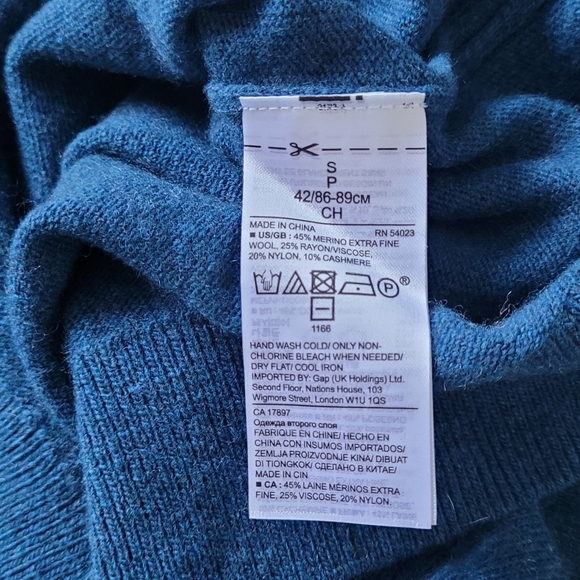 S
P
42/86-89CM
CH
MADE IN CHINA RN 54023
■ US/GB : 45% MERINO EXTRA FINE
WOOL, 25% RAYON/VISCOSE,
20% NYLON, 10% CASHMERE
P
1166
HAND WASH COLD/ ONLY NON-
CHLORINE BLEACH WHEN NEEDED/
DRY FLAT/ COOL IRON
IMPORTED BY: Gap (UK Holdings) Ltd.
Second Floor, Nations House, 103
Wigmore Street, London W1U 1QS
CA 17897
Одежда второго слоя
FABRIQUÉ EN CHINE/ HECHO EN
CHINA CON INSUMOS IMPORTADOS/
ZEMLJA PROIZVODNJE KINA/ DIBUAT
DI TIONGKOK/ СДЕЛАНО В КИТАЕ/
MADE IN CIN
■ CA : 45% LAINE MÉRINOS EXTRA
FINE, 25% VISCOSE, 20% NYLON,